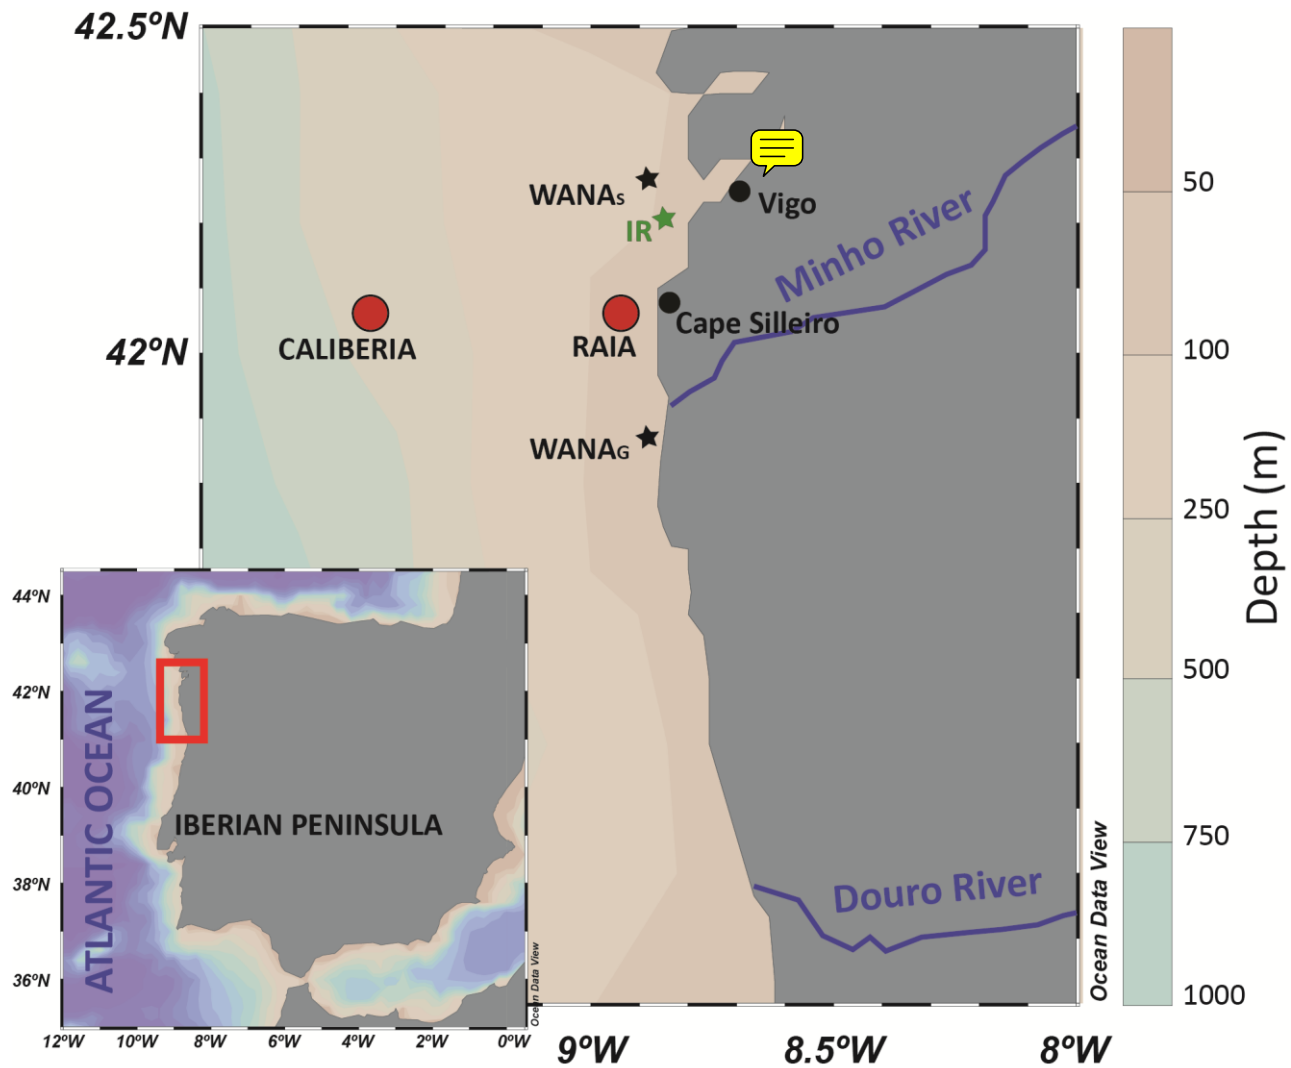 42.5ºN
WANAS
IR
Vigo
Minho River
CALIBERIA
RAIA
Cape Silleiro
42ºN
WANAG
50
100
250
500
750
1000
Depth (m)
44ºN
42ºN
40ºN
38ºN
36ºN
ATLANTIC OCEAN
IBERIAN PENINSULA
Ocean Data View
12ºW
10ºW
8ºW
6ºW
4ºW
2ºW
0ºW
Douro River
Ocean Data View
9ºW
8.5ºW
8ºW